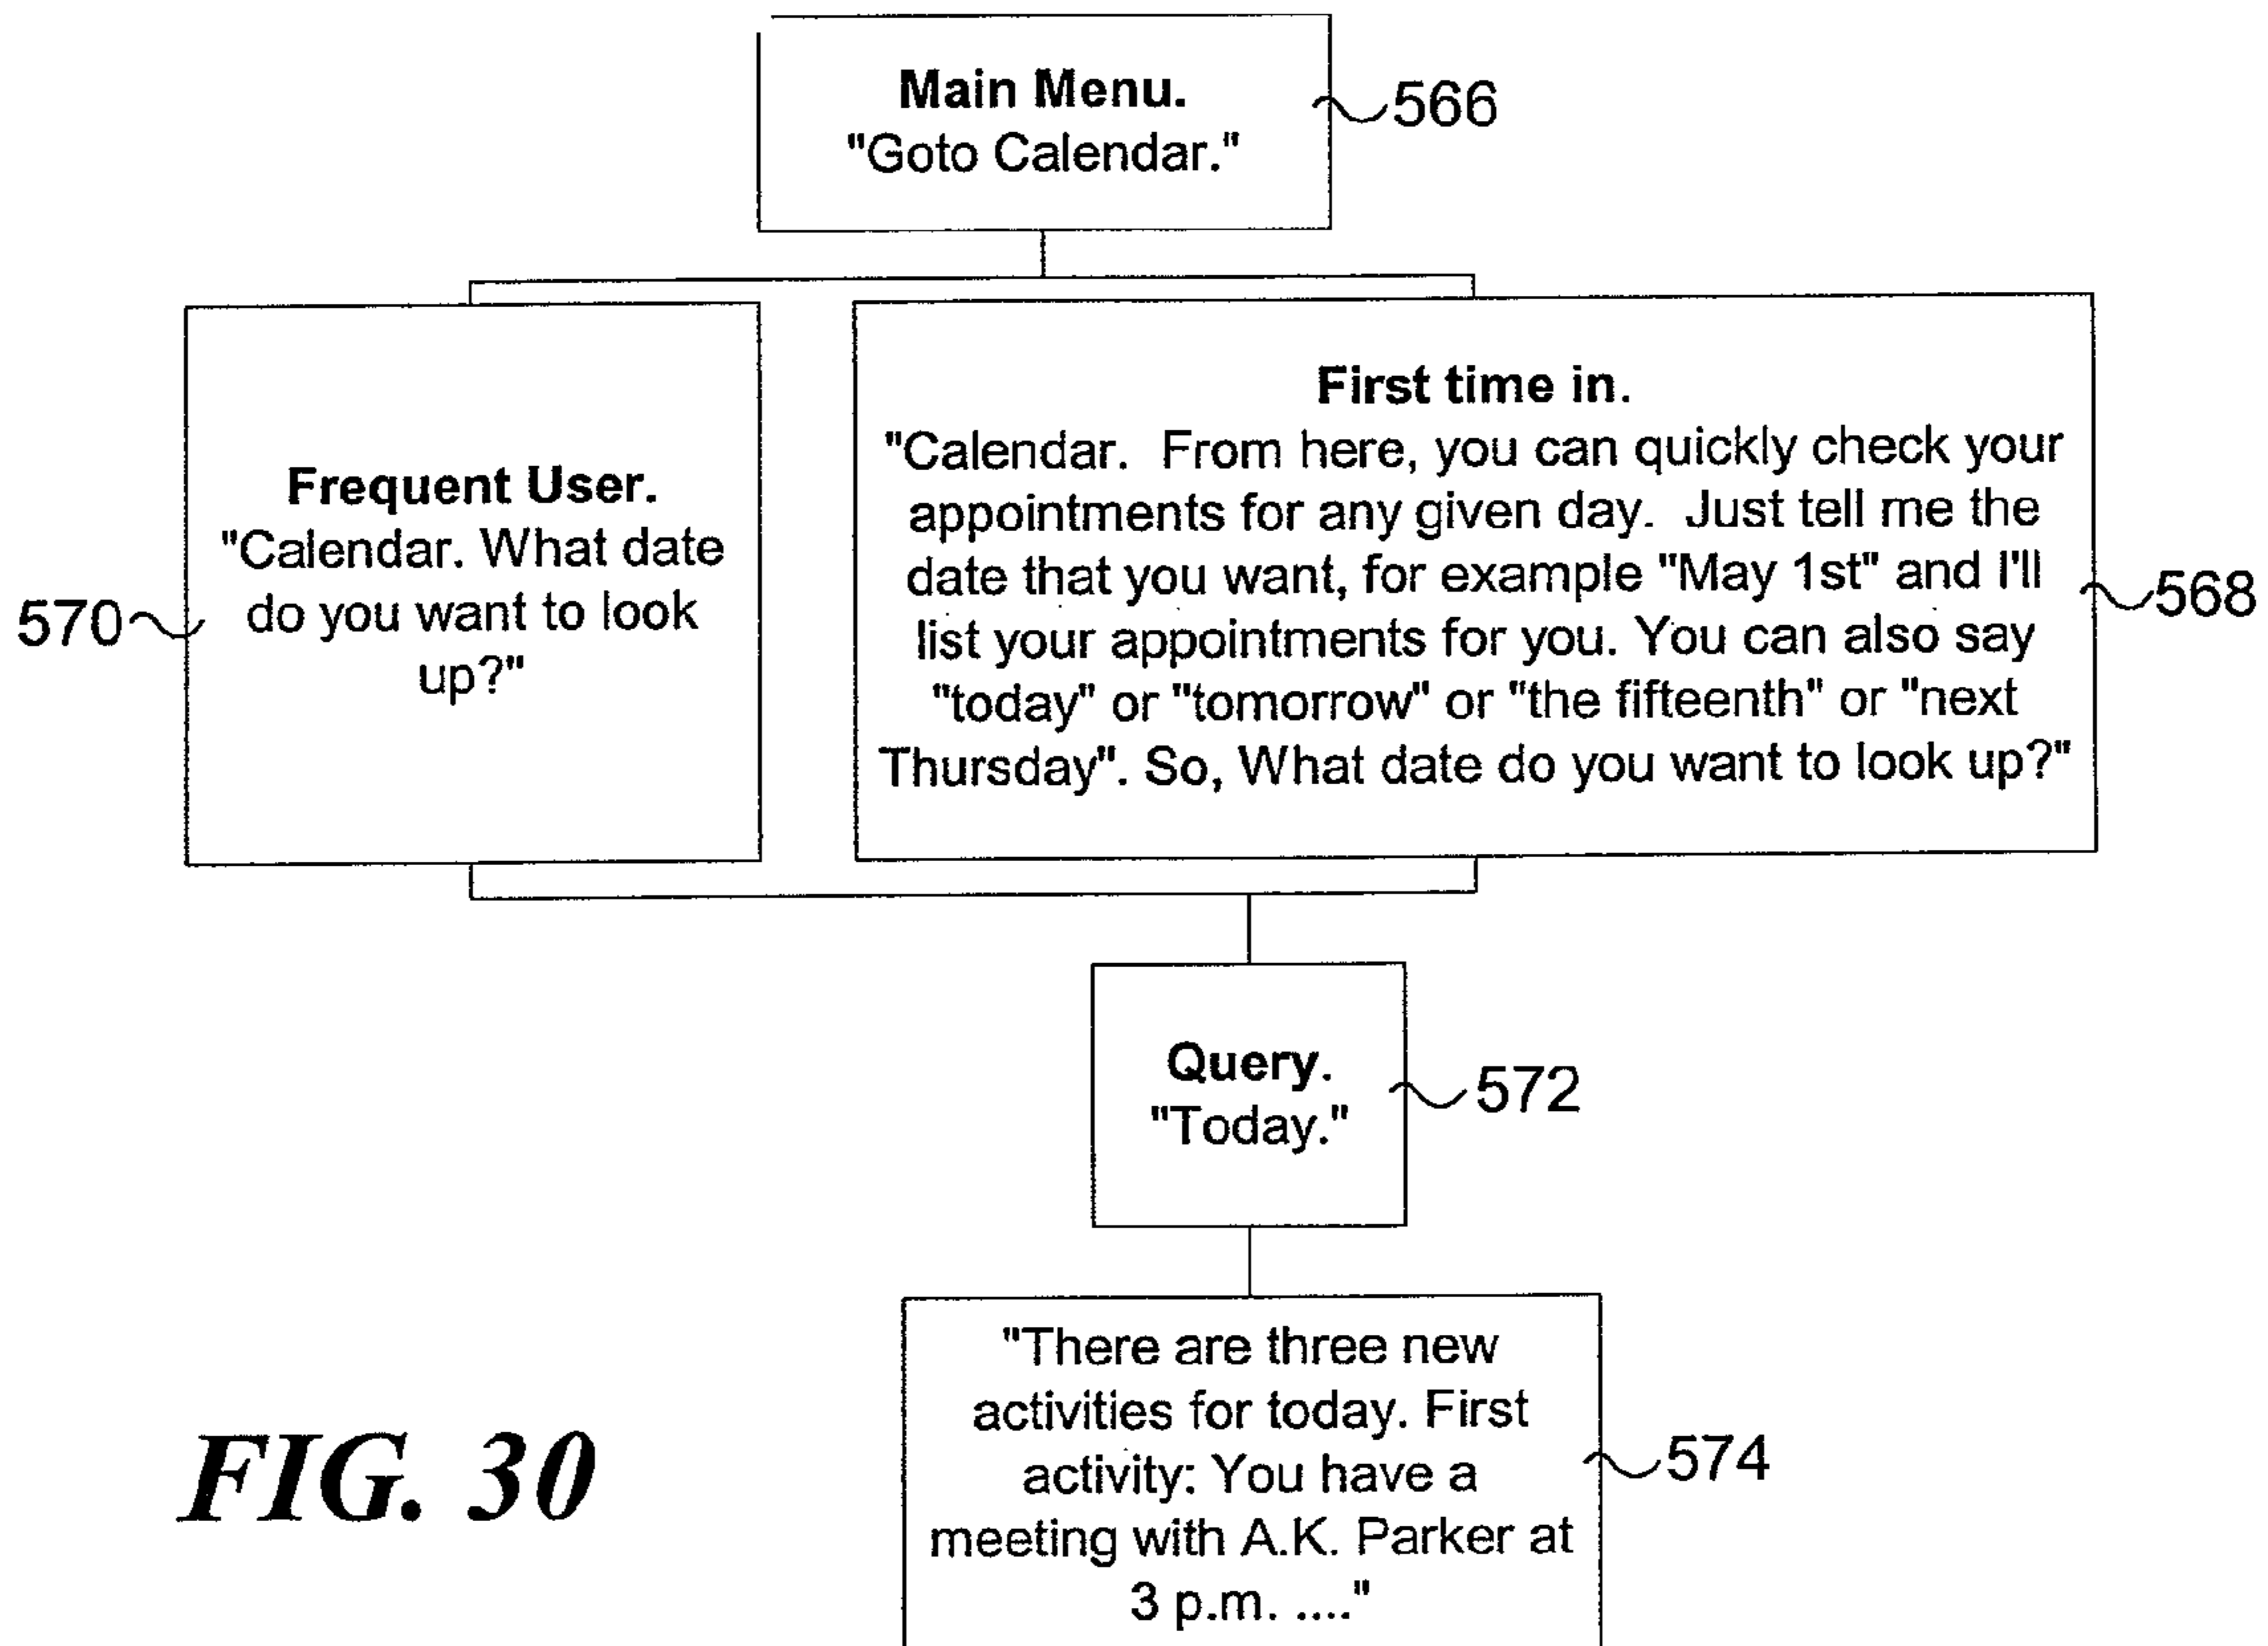 Main Menu.
"Goto Calendar."
566
Frequent User.
"Calendar. What date
do you want to look
up?"
570
First time in.
"Calendar.  From here, you can quickly check your
appointments for any given day.  Just tell me the
date that you want, for example "May 1st" and I'll
list your appointments for you. You can also say
"today" or "tomorrow" or "the fifteenth" or "next
Thursday". So, What date do you want to look up?"
568
Query.
"Today."
572
"There are three new
activities for today. First
activity: You have a
meeting with A.K. Parker at
3 p.m. ...."
574
FIG. 30